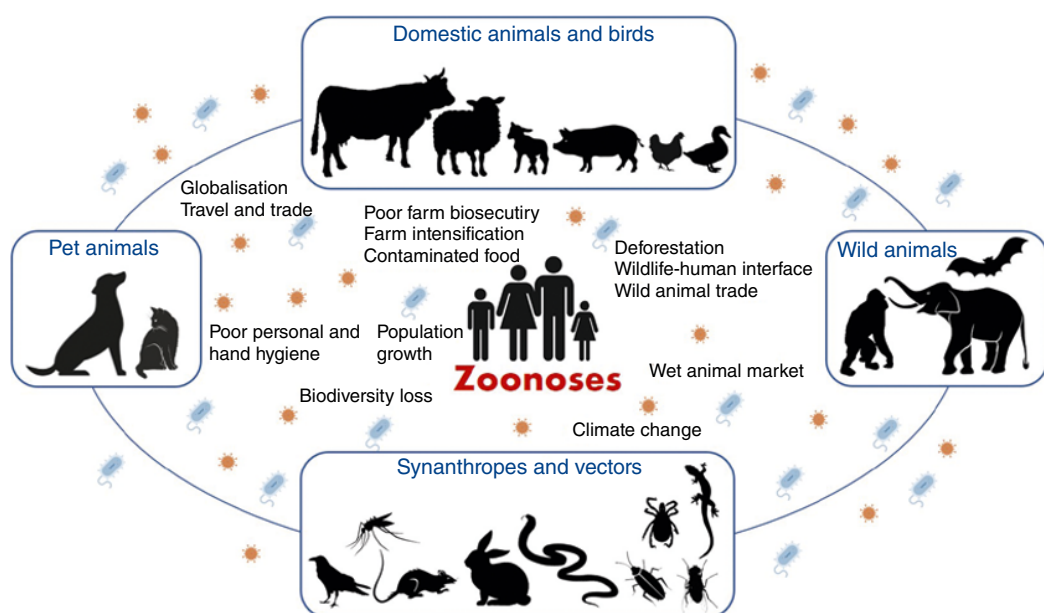 Domestic animals and birds
Globalisation
Travel and trade
Poor farm biosecutiry
Farm intensification
Contaminated food
Deforestation
Wildlife-human interface
Wild animal trade
Pet animals
Wild animals
Poor personal and
hand hygiene
Population
growth
Zoonoses
Wet animal market
Biodiversity loss
Climate change
Synanthropes and vectors